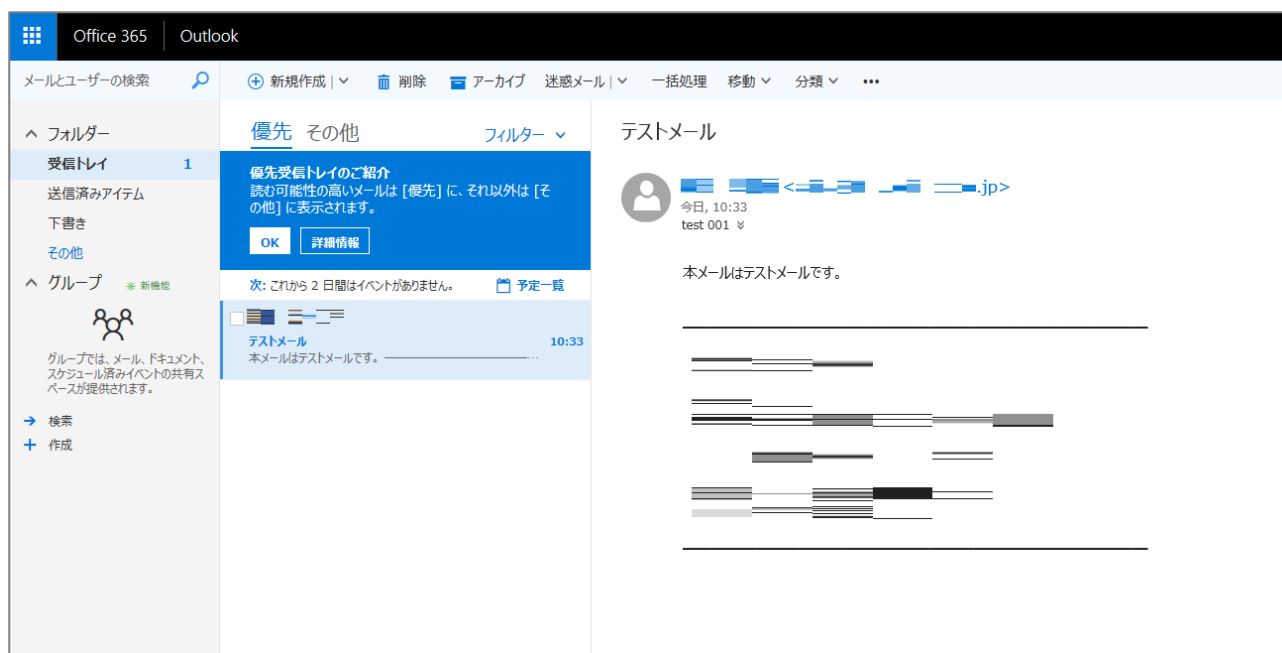 Office 365 Outlook
メールとユーザーの検索
新規作成 | 削除 アーカイブ 迷惑メール | 一括処理 移動 分類 •••
フォルダー
受信トレイ 1
送信済みアイテム
下書き
その他
グループ 新機能
グループでは、メール、ドキュメント、
スケジュール済みイベントの共有ス
ペースが提供されます。
検索
作成
優先 その他 フィルター
優先受信トレイのご紹介
読む可能性の高いメールは [優先] に、それ以外は [そ
の他] に表示されます。
OK 詳細情報
次: これから 2 日間はイベントがありません。 予定一覧
テストメール 10:33
本メールはテストメールです。 ...
テストメール
.jp>
今日, 10:33
test 001
本メールはテストメールです。